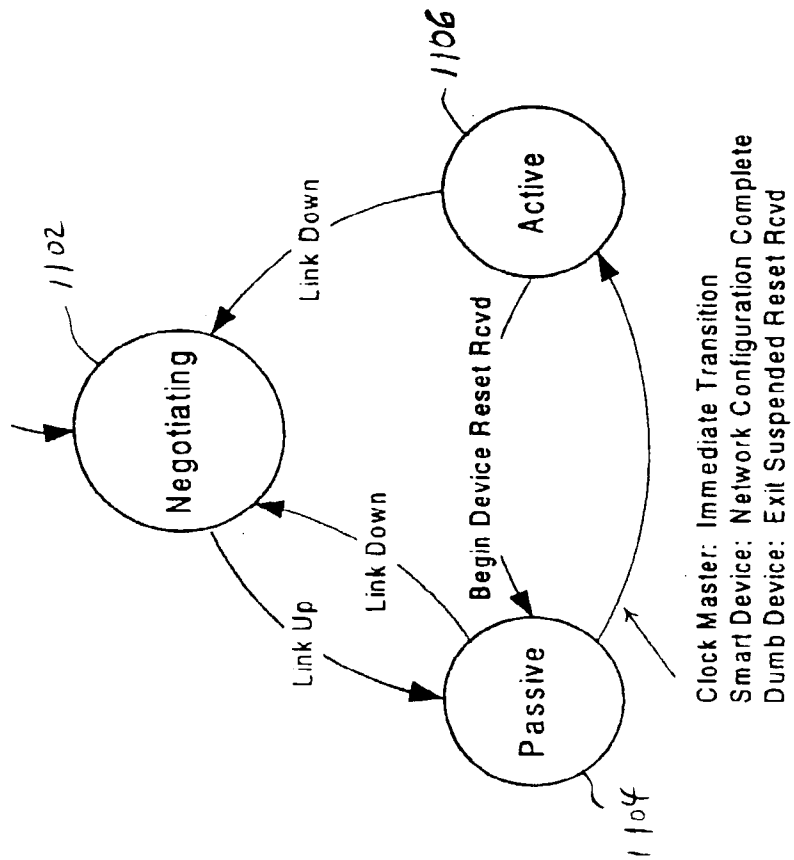 1102
Negotiating
Link Up
Link Down
Link Down
1106
Active
Begin Device Reset Rcvd
Passive
1104
Clock Master: Immediate Transition
Smart Device: Network Configuration Complete
Dumb Device: Exit Suspended Reset Rcvd